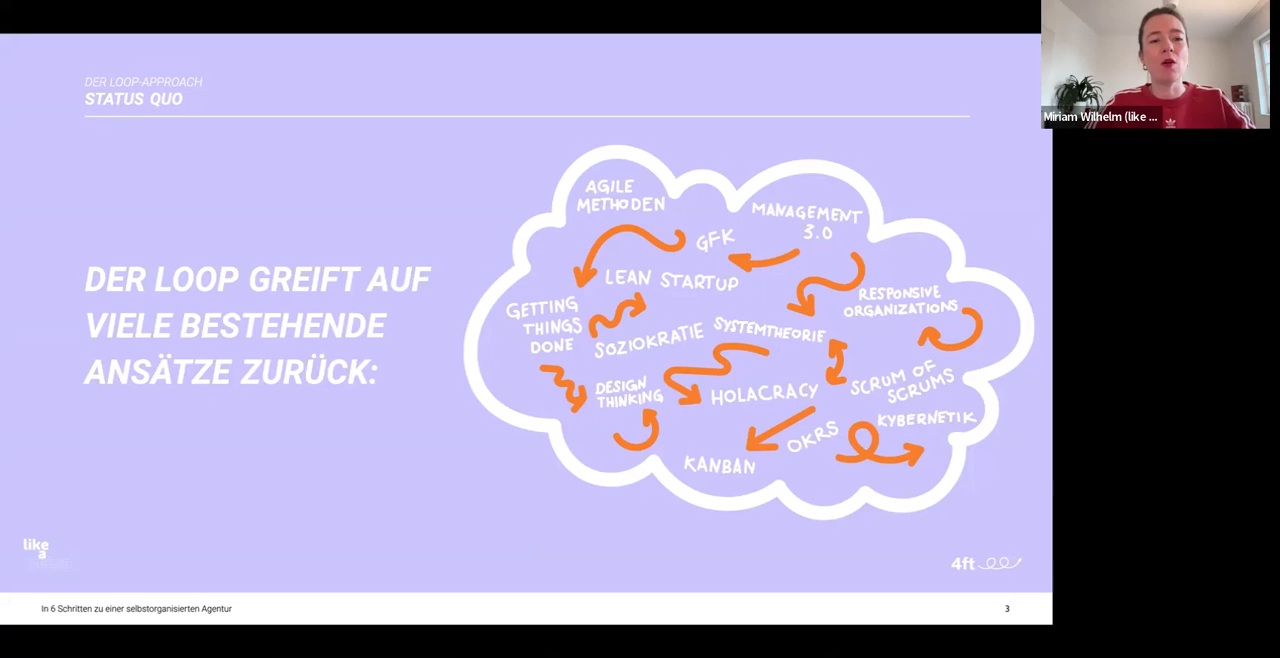 DER LOOP-APPROACH
STATUS QUO
DER LOOP GREIFT AUF
VIELE BESTEHENDE
ANSÄTZE ZURÜCK:
AGILE
METHODEN
MANAGEMENT
3.0
GFK
LEAN STARTUP
RESPONSIVE
ORGANIZATIONS
GETTING
THINGS
DONE
SOZIOKRATIE
SYSTEMTHEORIE
DESIGN
THINKING
HOLACRACY
SCRUM OF
SCRUMS
OKRS
KYBERNETIK
KANBAN
like
a
4ft
In 6 Schritten zu einer selbstorganisierten Agentur
3
Miriam Wilhelm (like ...